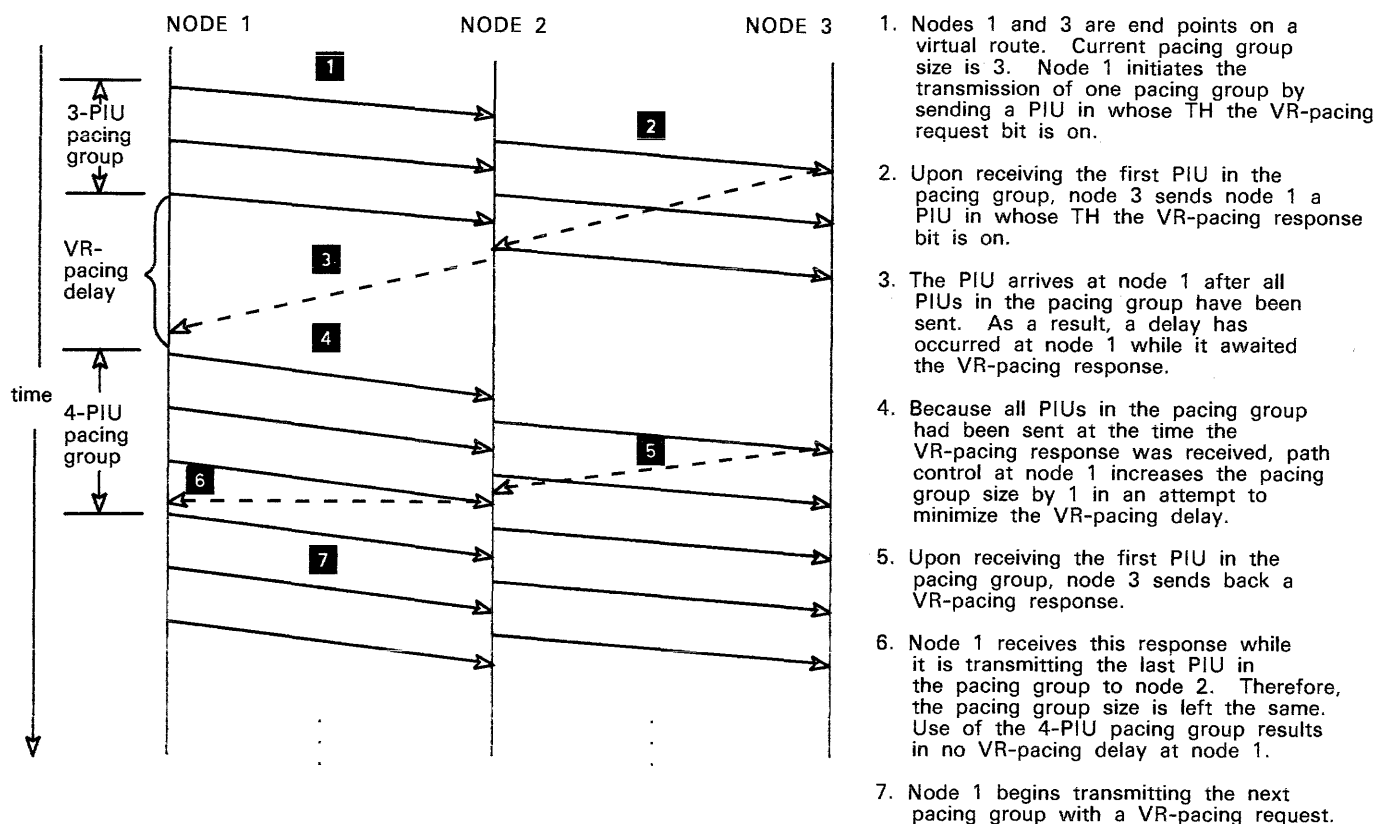 NODE 1
NODE 2
NODE 3
1
2
3
4
5
6
7
3-PIU
pacing
group
VR-
pacing
delay
time
4-PIU
pacing
group
1. Nodes 1 and 3 are end points on a
virtual route. Current pacing group
size is 3. Node 1 initiates the
transmission of one pacing group by
sending a PIU in whose TH the VR-pacing
request bit is on.
2. Upon receiving the first PIU in the
pacing group, node 3 sends node 1 a
PIU in whose TH the VR-pacing response
bit is on.
3. The PIU arrives at node 1 after all
PIUs in the pacing group have been
sent. As a result, a delay has
occurred at node 1 while it awaited
the VR-pacing response.
4. Because all PIUs in the pacing group
had been sent at the time the
VR-pacing response was received, path
control at node 1 increases the pacing
group size by 1 in an attempt to
minimize the VR-pacing delay.
5. Upon receiving the first PIU in the
pacing group, node 3 sends back a
VR-pacing response.
6. Node 1 receives this response while
it is transmitting the last PIU in
the pacing group to node 2. Therefore,
the pacing group size is left the same.
Use of the 4-PIU pacing group results
in no VR-pacing delay at node 1.
7. Node 1 begins transmitting the next
pacing group with a VR-pacing request.